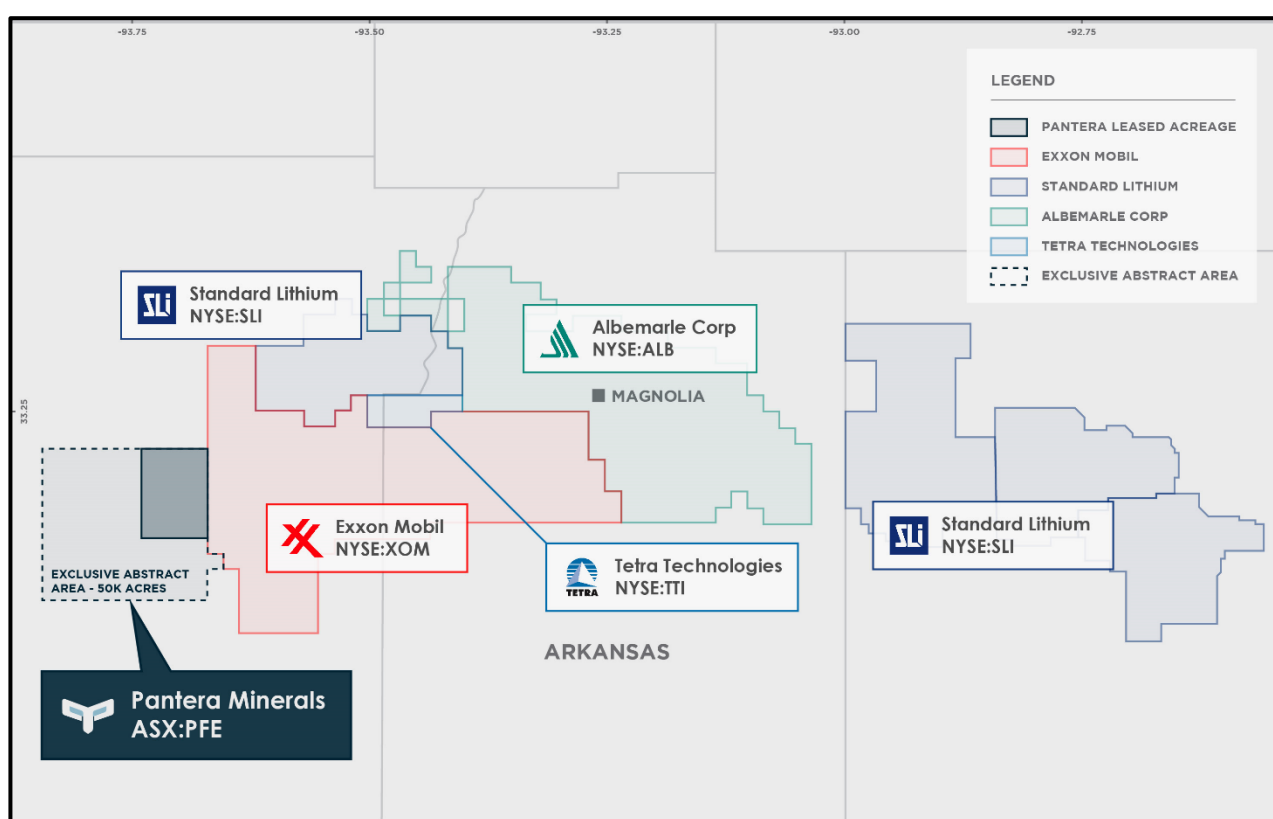 -93.75
-93.50
-93.25
-93.00
-92.75
33.25
LEGEND
PANTERA LEASED ACREAGE
EXXON MOBIL
STANDARD LITHIUM
ALBEMARLE CORP
TETRA TECHNOLOGIES
EXCLUSIVE ABSTRACT AREA
SLi
Standard Lithium
NYSE:SLI
Albemarle Corp
NYSE:ALB
MAGNOLIA
Exxon Mobil
NYSE:XOM
TETRA
Tetra Technologies
NYSE:TTI
SLi
Standard Lithium
NYSE:SLI
EXCLUSIVE ABSTRACT
AREA - 50K ACRES
ARKANSAS
Pantera Minerals
ASX:PFE